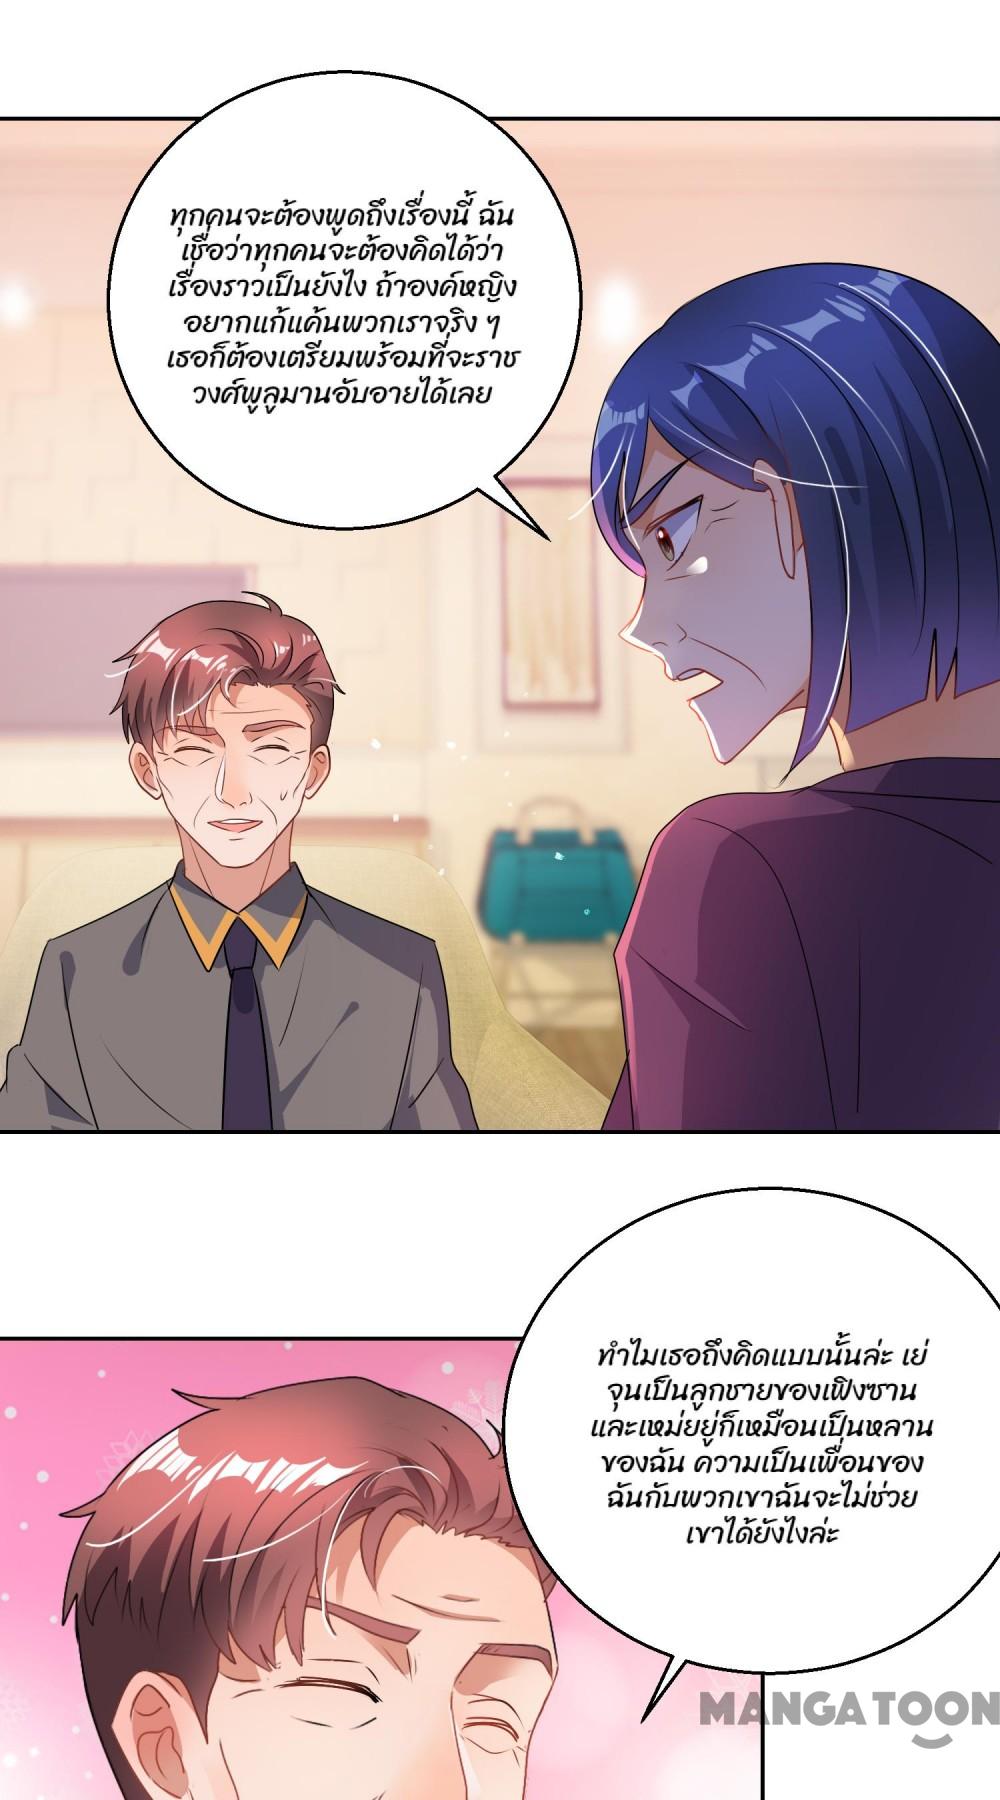 ทุกคนจะต้องพูดถึงเรื่องนี้ ฉัน
เชื่อว่าทุกคนจะต้องคิดได้ว่า
เรื่องราวเป็นยังไง ถ้าองค์หญิง
อยากแก้แค้นพวกเราจริง ๆ
เธอก็ต้องเตรียมพร้อมที่จะราช
วงศ์พูลูมานอับอายได้เลย
ทำไมเธอถึงคิดแบบนั้นล่ะ เย่
จุนเป็นลูกชายของเฟิงซาน
และเหม่ยยู่ก็เหมือนเป็นหลาน
ของฉัน ความเป็นเพื่อนของ
ฉันกับพวกเขาฉันจะไม่ช่วย
เขาได้ยังไงล่ะ
MANGATOON